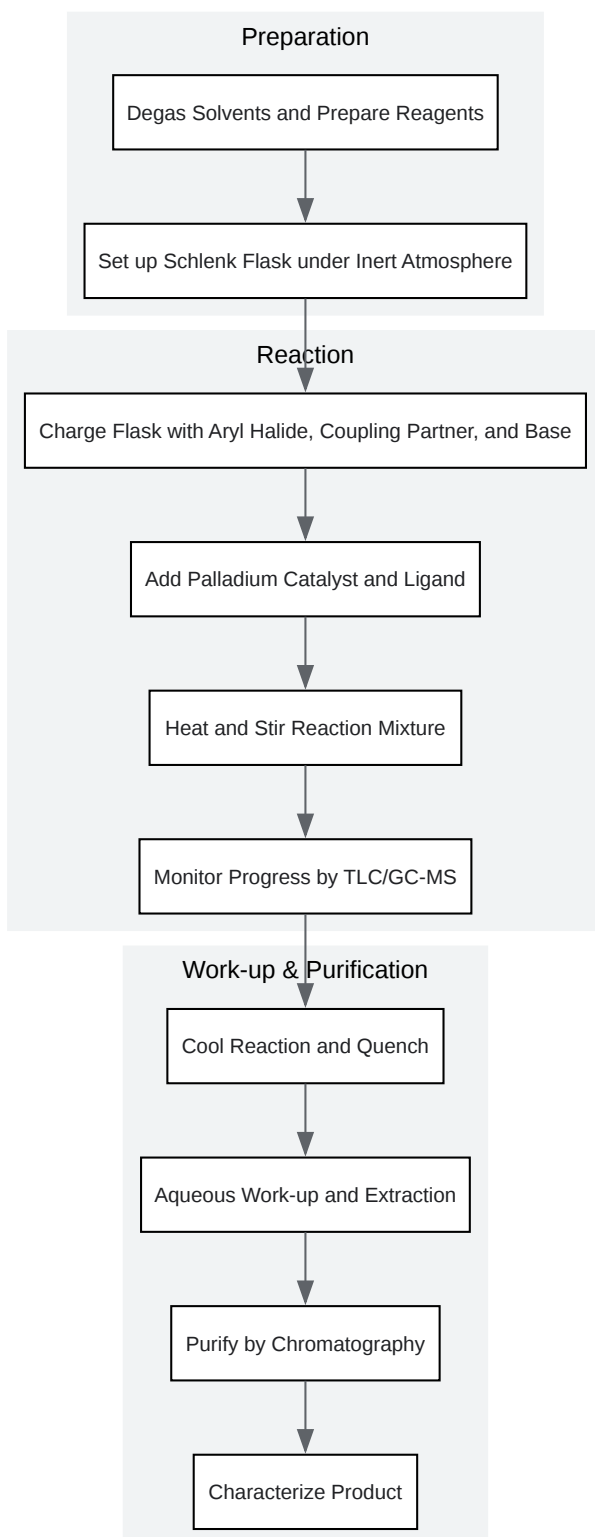 Preparation
Degas Solvents and Prepare Reagents
Set up Schlenk Flask under Inert Atmosphere
Reaction
Charge Flask with Aryl Halide, Coupling Partner, and Base
Add Palladium Catalyst and Ligand
Heat and Stir Reaction Mixture
Monitor Progress by TLC/GC-MS
Work-up & Purification
Cool Reaction and Quench
Aqueous Work-up and Extraction
Purify by Chromatography
Characterize Product